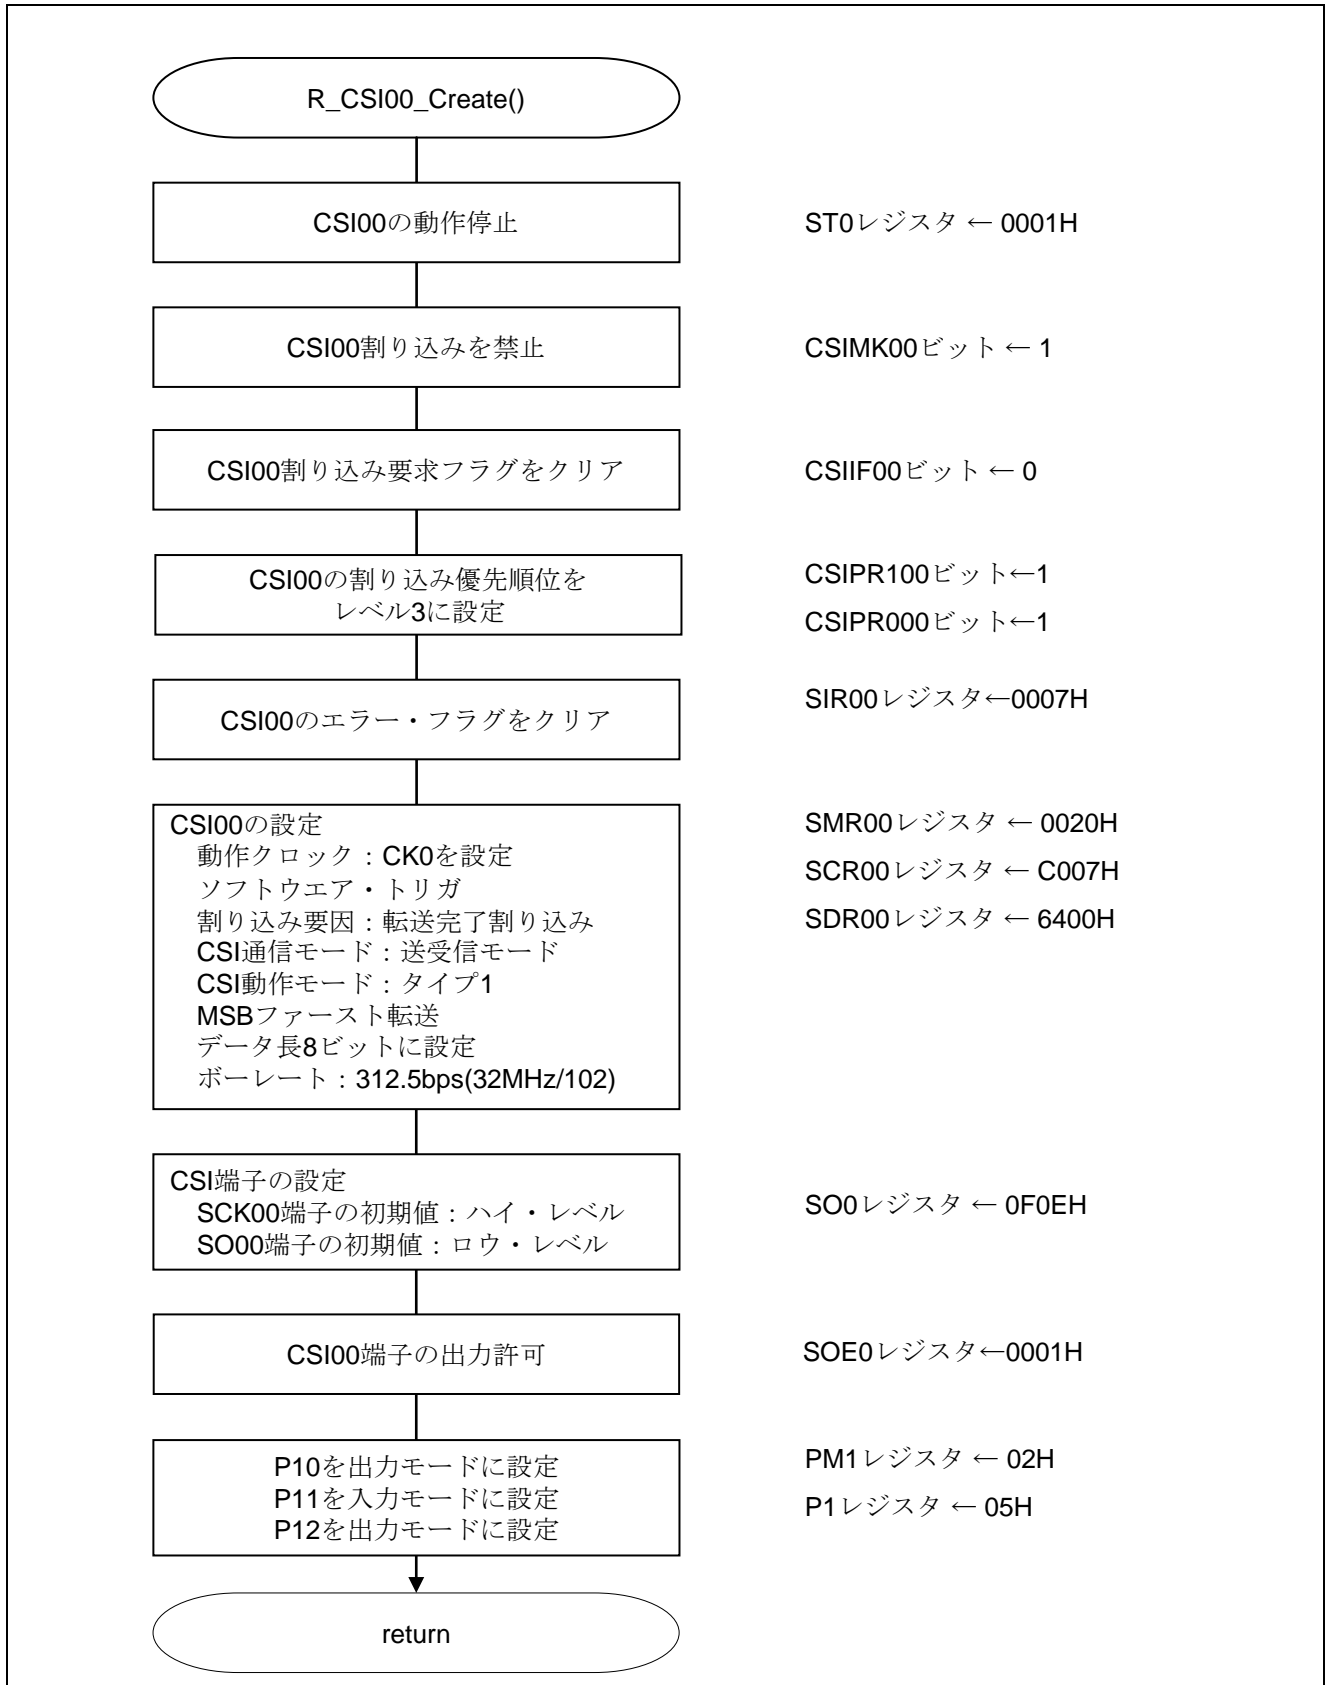 R_CSI00_Create()
CSI00の動作停止
ST0レジスタ ← 0001H
CSI00割り込みを禁止
CSIMK00ビット ← 1
CSI00割り込み要求フラグをクリア
CSIIF00ビット ← 0
CSI00の割り込み優先順位を
レベル3に設定
CSIPR100ビット←1
CSIPR000ビット←1
CSI00のエラー・フラグをクリア
SIR00レジスタ←0007H
CSI00の設定
動作クロック：CK0を設定
ソフトウエア・トリガ
割り込み要因：転送完了割り込み
CSI通信モード：送受信モード
CSI動作モード：タイプ1
MSBファースト転送
データ長8ビットに設定
ボーレート：312.5bps(32MHz/102)
SMR00レジスタ ← 0020H
SCR00レジスタ ← C007H
SDR00レジスタ ← 6400H
CSI端子の設定
SCK00端子の初期値：ハイ・レベル
SO00端子の初期値：ロウ・レベル
SO0レジスタ ← 0F0EH
CSI00端子の出力許可
SOE0レジスタ←0001H
P10を出力モードに設定
P11を入力モードに設定
P12を出力モードに設定
PM1レジスタ ← 02H
P1レジスタ ← 05H
return